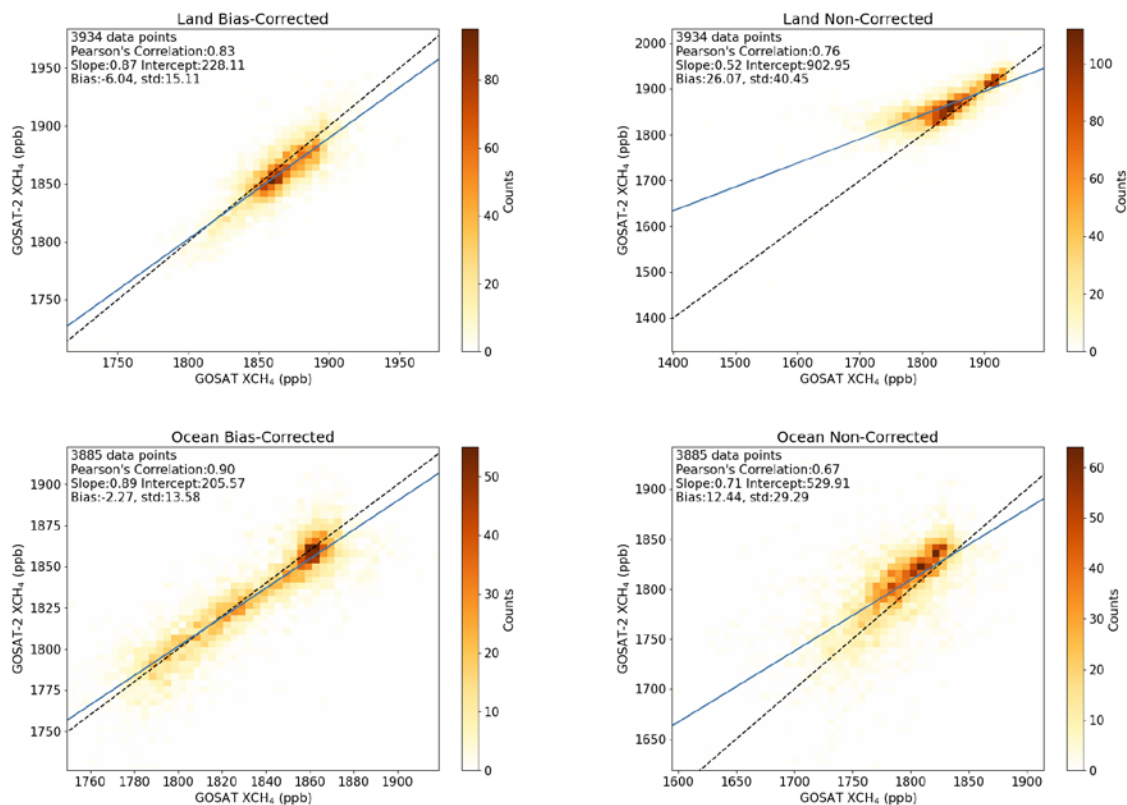 Land Bias-Corrected
3934 data points
Pearson's Correlation:0.83
Slope:0.87 Intercept:228.11
Bias:-6.04, std:15.11
1950
1900
1850
1800
1750
GOSAT-2 XCH₄ (ppb)
1750 1800 1850 1900 1950
GOSAT XCH₄ (ppb)
80
60
40
20
0
Counts
Land Non-Corrected
3934 data points
Pearson's Correlation:0.76
Slope:0.52 Intercept:902.95
Bias:26.07, std:40.45
2000
1900
1800
1700
1600
1500
1400
GOSAT-2 XCH₄ (ppb)
1400 1500 1600 1700 1800 1900
GOSAT XCH₄ (ppb)
100
80
60
40
20
0
Counts
Ocean Bias-Corrected
3885 data points
Pearson's Correlation:0.90
Slope:0.89 Intercept:205.57
Bias:-2.27, std:13.58
1900
1875
1850
1825
1800
1775
1750
GOSAT-2 XCH₄ (ppb)
1760 1780 1800 1820 1840 1860 1880 1900
GOSAT XCH₄ (ppb)
50
40
30
20
10
0
Counts
Ocean Non-Corrected
3885 data points
Pearson's Correlation:0.67
Slope:0.71 Intercept:529.91
Bias:12.44, std:29.29
1900
1850
1800
1750
1700
1650
GOSAT-2 XCH₄ (ppb)
1600 1650 1700 1750 1800 1850 1900
GOSAT XCH₄ (ppb)
60
50
40
30
20
10
0
Counts